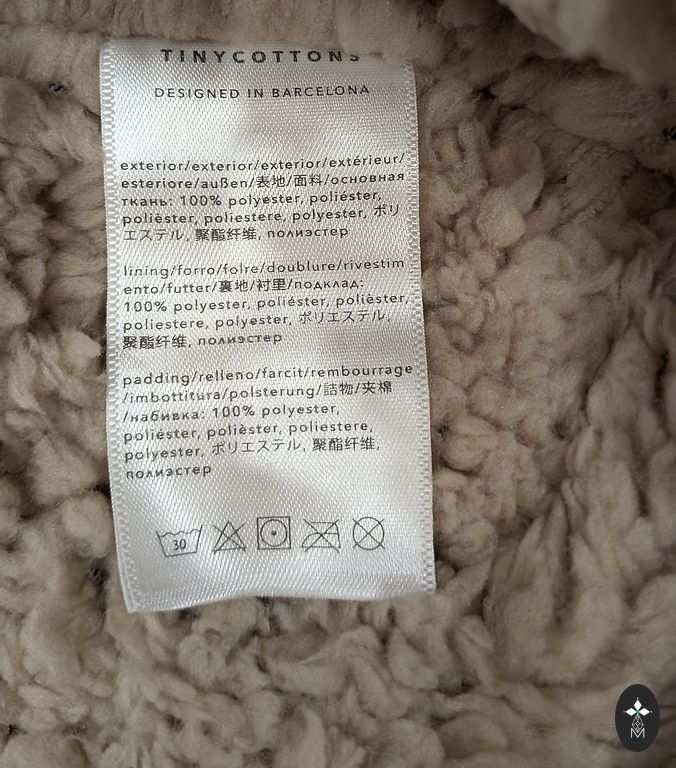 TINYCOTTONS
DESIGNED IN BARCELONA
exterior/exterior/exterior/extérieur/
esteriore/außen/表地/面料/основная
ткань: 100% polyester, poliéster,
polièster, poliestere, polyester, ポリ
エステル, 聚酯纤维, полиэстер
lining/forro/folre/doublure/rivestim
ento/futter/裏地/衬里/подклад:
100% polyester, poliéster, polièster,
poliestere, polyester, ポリエステル,
聚酯纤维, полиэстер
padding/relleno/farcit/rembourrage
/imbottitura/polsterung/詰物/夹棉
/набивка: 100% polyester,
poliéster, polièster, poliestere,
polyester, ポリエステル, 聚酯纤维,
полиэстер
30
M